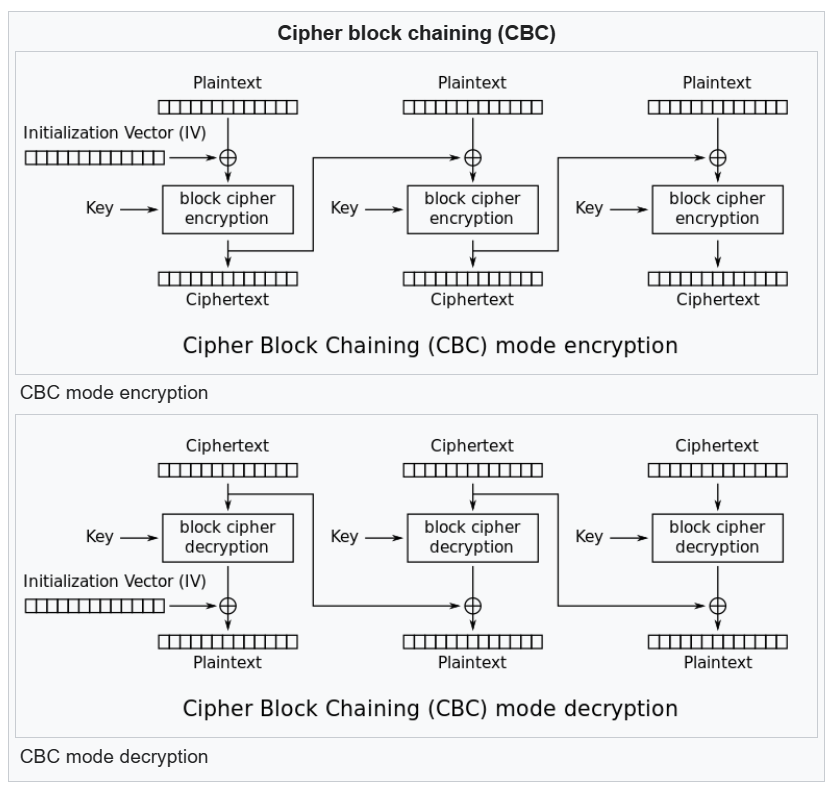 Cipher block chaining (CBC)
Plaintext
Plaintext
Plaintext
Initialization Vector (IV)
Key
block cipher
encryption
Key
block cipher
encryption
Key
block cipher
encryption
Ciphertext
Ciphertext
Ciphertext
Cipher Block Chaining (CBC) mode encryption
CBC mode encryption
Ciphertext
Ciphertext
Ciphertext
Key
block cipher
decryption
Key
block cipher
decryption
Key
block cipher
decryption
Initialization Vector (IV)
Plaintext
Plaintext
Plaintext
Cipher Block Chaining (CBC) mode decryption
CBC mode decryption